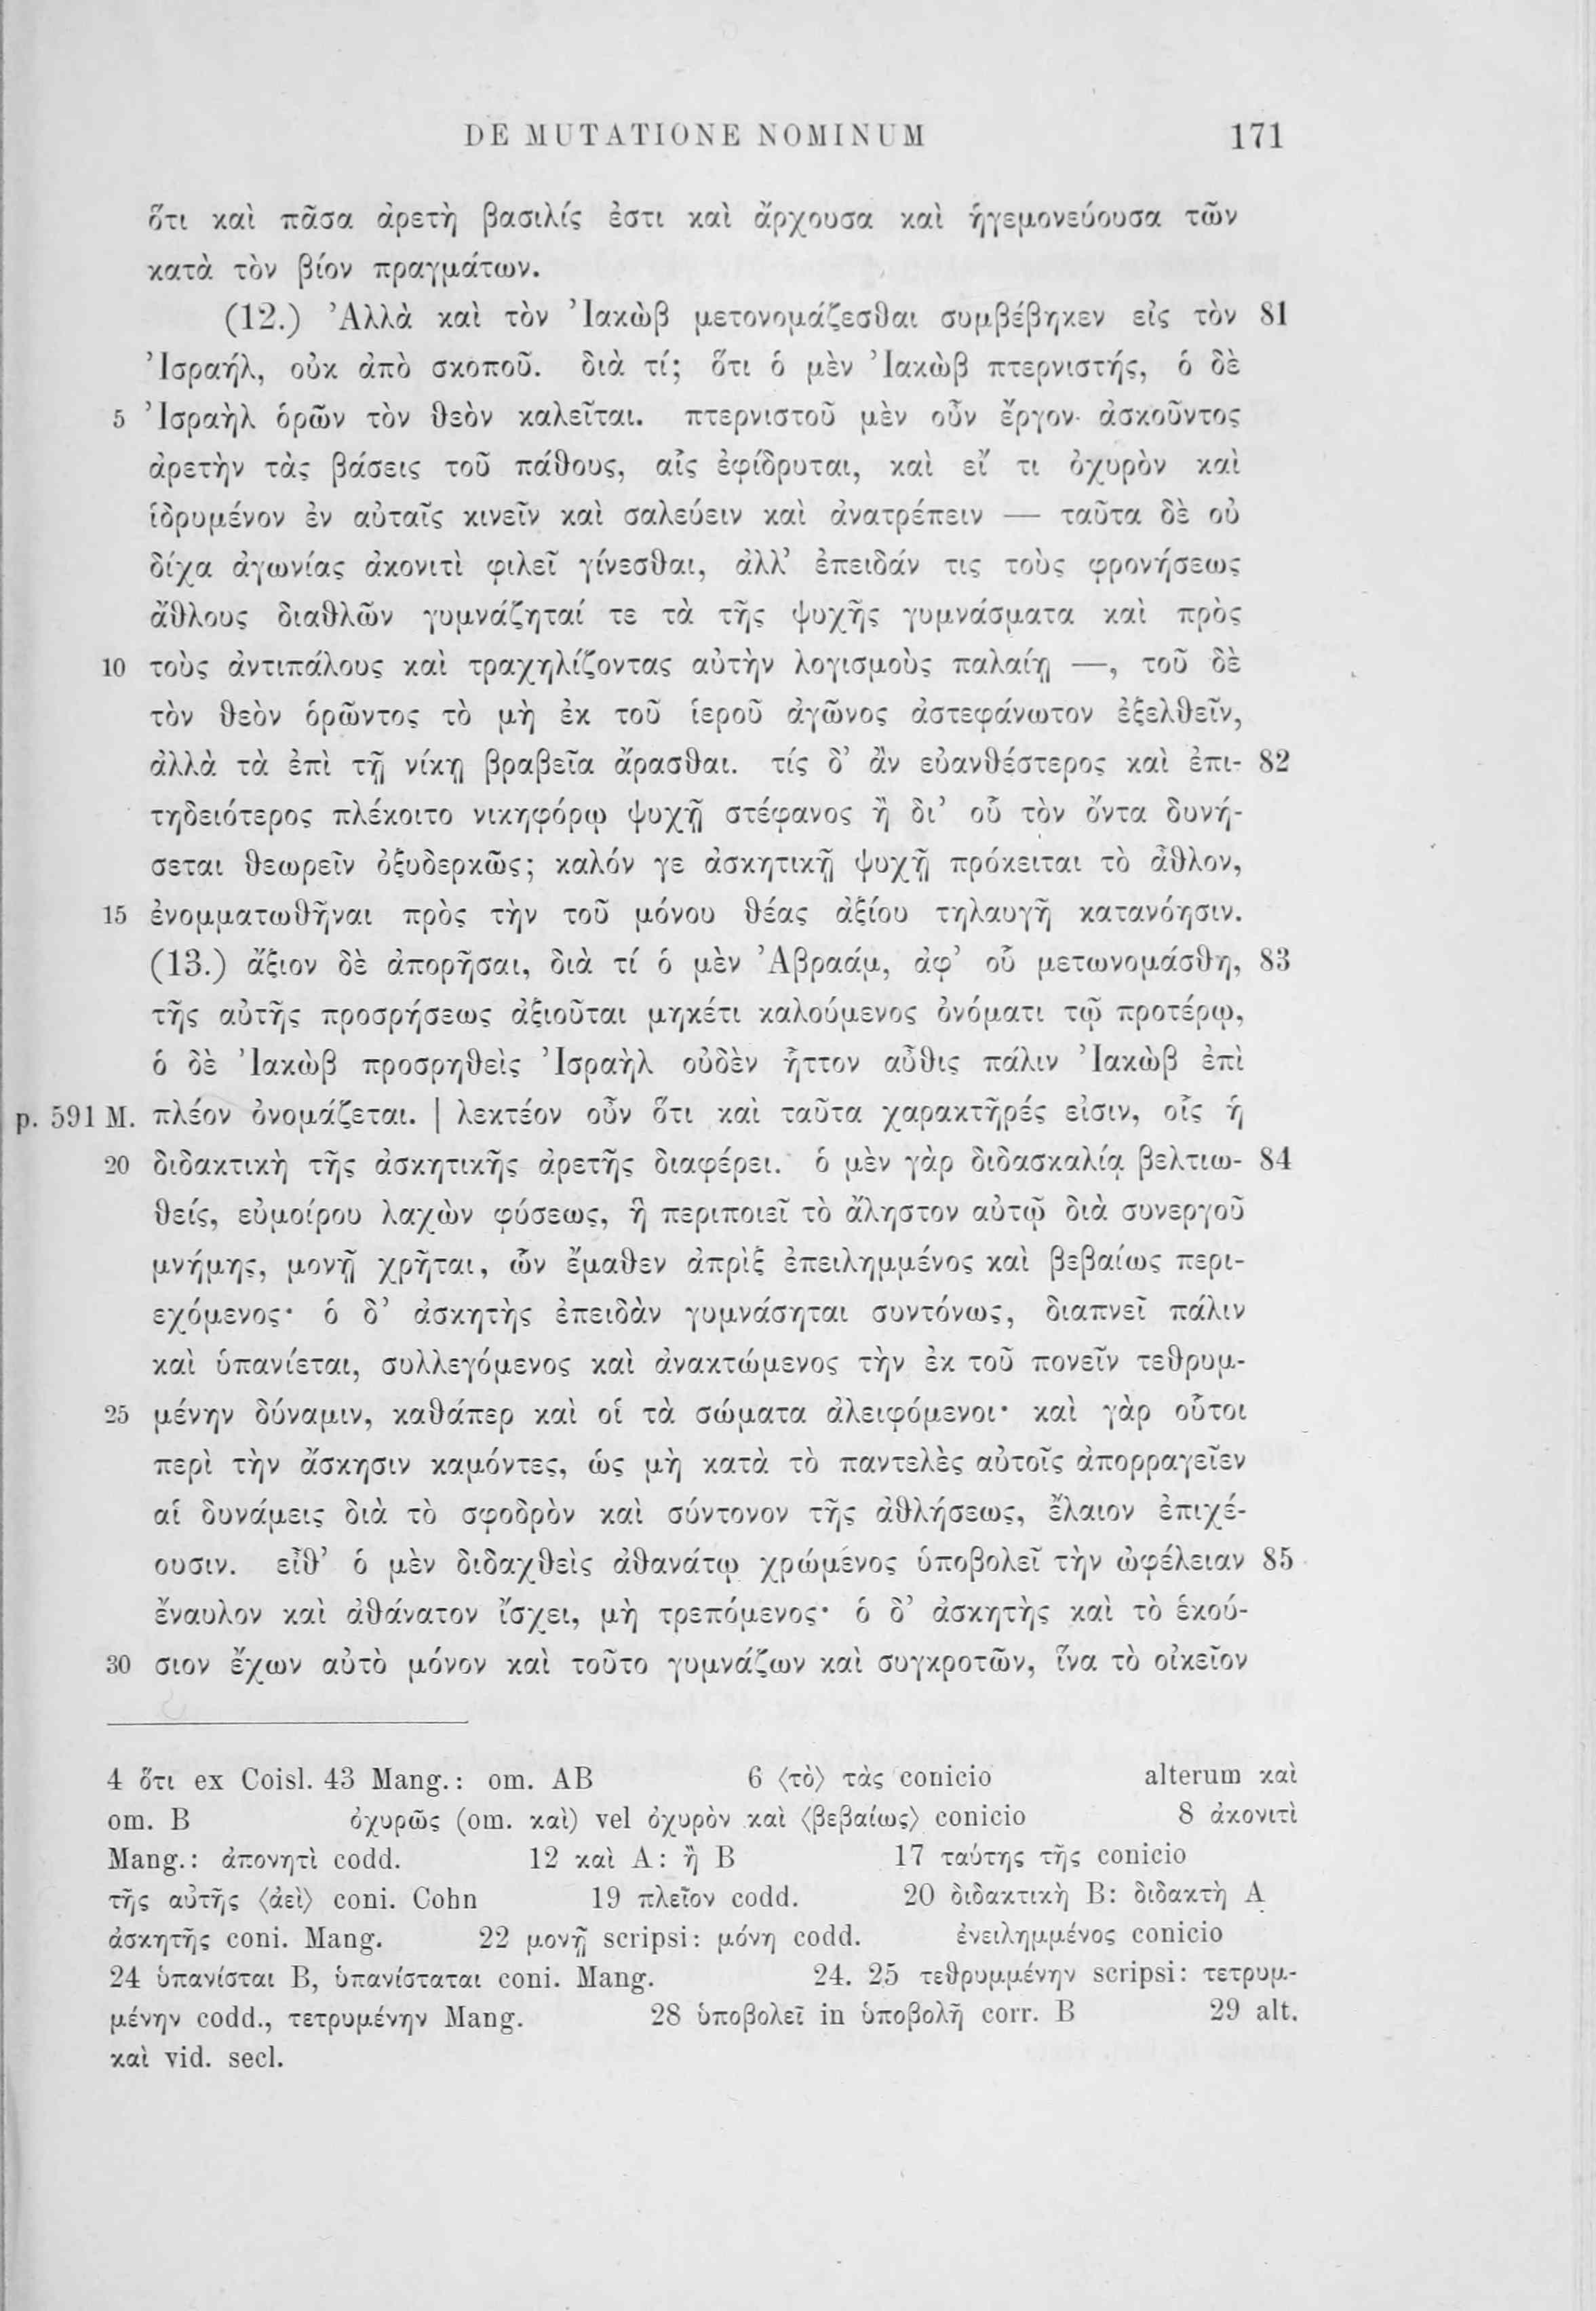 DE MUTATIONE NOMINUM 171
ὅτι καὶ πᾶσα ἀρετὴ βασιλίς ἐστι καὶ ἄρχουσα καὶ ἡγεμονεύουσα τῶν
κατὰ τὸν βίον πραγμάτων.
(12.) Ἀλλὰ καὶ τὸν Ἰακὼβ μετονομάζεσθαι συμβέβηκεν εἰς τὸν 81
Ἰσραήλ, οὐκ ἀπὸ σκοποῦ. διὰ τί; ὅτι ὁ μὲν Ἰακὼβ πτερνιστής, ὁ δὲ
5 Ἰσραὴλ ὁρῶν τὸν θεὸν καλεῖται. πτερνιστοῦ μὲν οὖν ἔργον ἀσκοῦντος
ἀρετὴν τὰς βάσεις τοῦ πάθους, αἷς ἐφίδρυται, καὶ εἴ τι ὀχυρὸν καὶ
ἱδρυμένον ἐν αὐταῖς κινεῖν καὶ σαλεύειν καὶ ἀνατρέπειν — ταῦτα δὲ οὐ
δίχα ἀγωνίας ἀκονιτὶ φιλεῖ γίνεσθαι, ἀλλ’ ἐπειδάν τις τοὺς φρονήσεως
ἄθλους διαθλῶν γυμνάζηταί τε τὰ τῆς ψυχῆς γυμνάσματα καὶ πρὸς
10 τοὺς ἀντιπάλους καὶ τραχηλίζοντας αὐτὴν λογισμοὺς παλαίῃ —, τοῦ δὲ
τὸν θεὸν ὁρῶντος τὸ μὴ ἐκ τοῦ ἱεροῦ ἀγῶνος ἀστεφάνωτον ἐξελθεῖν,
ἀλλὰ τὰ ἐπὶ τῇ νίκῃ βραβεῖα ἄρασθαι. τίς δ’ ἂν εὐανθέστερος καὶ ἐπι- 82
τηδειότερος πλέκοιτο νικηφόρῳ ψυχῇ στέφανος ἢ δι’ οὗ τὸν ὄντα δυνή-
σεται θεωρεῖν ὀξυδερκῶς; καλόν γε ἀσκητικῇ ψυχῇ πρόκειται τὸ ἆθλον,
15 ἐνομματωθῆναι πρὸς τὴν τοῦ μόνου θέας ἀξίου τηλαυγῆ κατανόησιν.
(13.) ἄξιον δὲ ἀπορῆσαι, διὰ τί ὁ μὲν Ἀβραάμ, ἀφ’ οὗ μετωνομάσθη, 83
τῆς αὐτῆς προσρήσεως ἀξιοῦται μηκέτι καλούμενος ὀνόματι τῷ προτέρῳ,
ὁ δὲ Ἰακὼβ προσρηθεὶς Ἰσραὴλ οὐδὲν ἧττον αὖθις πάλιν Ἰακὼβ ἐπὶ
p. 591 M. πλέον ὀνομάζεται. | λεκτέον οὖν ὅτι καὶ ταῦτα χαρακτῆρές εἰσιν, οἷς ἡ
20 διδακτικὴ τῆς ἀσκητικῆς ἀρετῆς διαφέρει. ὁ μὲν γὰρ διδασκαλίᾳ βελτιω- 84
θείς, εὐμοίρου λαχὼν φύσεως, ἣ περιποιεῖ τὸ ἄληστον αὐτῷ διὰ συνεργοῦ
μνήμης, μονῇ χρῆται, ὧν ἔμαθεν ἀπρὶξ ἐπειλημμένος καὶ βεβαίως περι-
εχόμενος· ὁ δ’ ἀσκητὴς ἐπειδὰν γυμνάσηται συντόνως, διαπνεῖ πάλιν
καὶ ὑπανίεται, συλλεγόμενος καὶ ἀνακτώμενος τὴν ἐκ τοῦ πονεῖν τεθρυμ-
25 μένην δύναμιν, καθάπερ καὶ οἱ τὰ σώματα ἀλειφόμενοι· καὶ γὰρ οὗτοι
περὶ τὴν ἄσκησιν καμόντες, ὡς μὴ κατὰ τὸ παντελὲς αὐτοῖς ἀπορραγεῖεν
αἱ δυνάμεις διὰ τὸ σφοδρὸν καὶ σύντονον τῆς ἀθλήσεως, ἔλαιον ἐπιχέ-
ουσιν. εἶθ’ ὁ μὲν διδαχθεὶς ἀθανάτῳ χρώμενος ὑποβολεῖ τὴν ὠφέλειαν 85
ἔναυλον καὶ ἀθάνατον ἴσχει, μὴ τρεπόμενος· ὁ δ’ ἀσκητὴς καὶ τὸ ἑκού-
30 σιον ἔχων αὐτὸ μόνον καὶ τοῦτο γυμνάζων καὶ συγκροτῶν, ἵνα τὸ οἰκεῖον
4 ὅτι ex Coisl. 43 Mang.: om. AB 6 ⟨τὸ⟩ τὰς conicio alterum καὶ
om. B ὀχυρῶς (om. καὶ) vel ὀχυρὸν καὶ ⟨βεβαίως⟩ conicio 8 ἀκονιτὶ
Mang.: ἀπονητὶ codd. 12 καὶ A: ἢ B 17 ταύτης τῆς conicio
τῆς αὐτῆς ⟨ἀεὶ⟩ coni. Cohn 19 πλεῖον codd. 20 διδακτικὴ B: διδακτὴ A
ἀσκητῆς coni. Mang. 22 μονῇ scripsi: μόνη codd. ἐνειλημμένος conicio
24 ὑπανίσται B, ὑπανίσταται coni. Mang. 24. 25 τεθρυμμένην scripsi: τετρυμ-
μένην codd., τετρυμένην Mang. 28 ὑποβολεῖ in ὑποβολῇ corr. B 29 alt.
καὶ vid. secl.